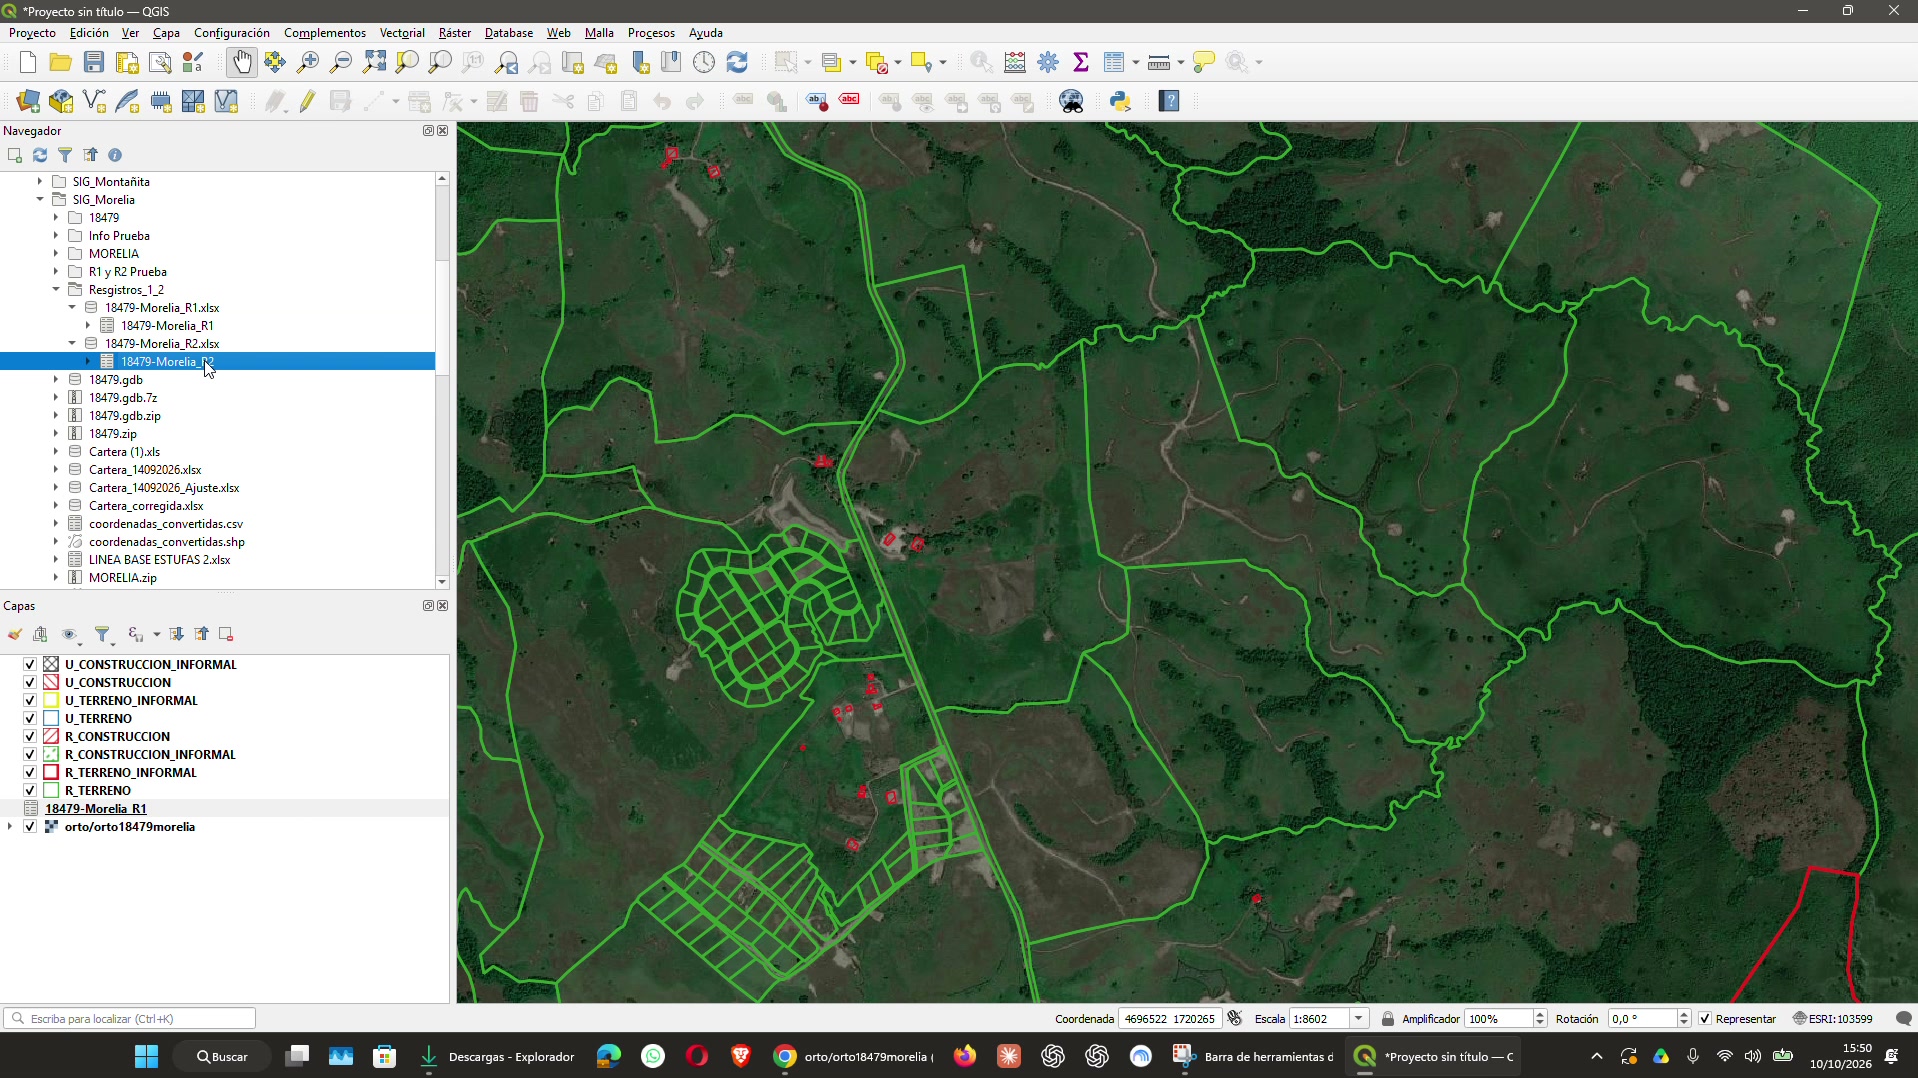 *Proyecto sin título — QGIS
Proyecto Edición Ver Capa Configuración Complementos Vectorial Ráster Database Web Malla Procesos Ayuda
Navegador
SIG_Montañita
SIG_Morelia
18479
Info Prueba
MORELIA
R1 y R2 Prueba
Resgistros_1_2
18479-Morelia_R1.xlsx
18479-Morelia_R1
18479-Morelia_R2.xlsx
18479-Morelia_R2
18479.gdb
18479.gdb.7z
18479.gdb.zip
18479.zip
Cartera (1).xls
Cartera_14092026.xlsx
Cartera_14092026_Ajuste.xlsx
Cartera_corregida.xlsx
coordenadas_convertidas.csv
coordenadas_convertidas.shp
LINEA BASE ESTUFAS 2.xlsx
MORELIA.zip
Capas
U_CONSTRUCCION_INFORMAL
U_CONSTRUCCION
U_TERRENO_INFORMAL
U_TERRENO
R_CONSTRUCCION
R_CONSTRUCCION_INFORMAL
R_TERRENO_INFORMAL
R_TERRENO
18479-Morelia_R1
orto/orto18479morelia
Escriba para localizar (Ctrl+K)
Coordenada 4696522 1720265 Escala 1:8602 Amplificador 100% Rotación 0,0 ° Representar ESRI:103599
Buscar
Descargas - Explorador
orto/orto18479morelia (
Barra de herramientas d
*Proyecto sin título — C
15:50
10/10/2026